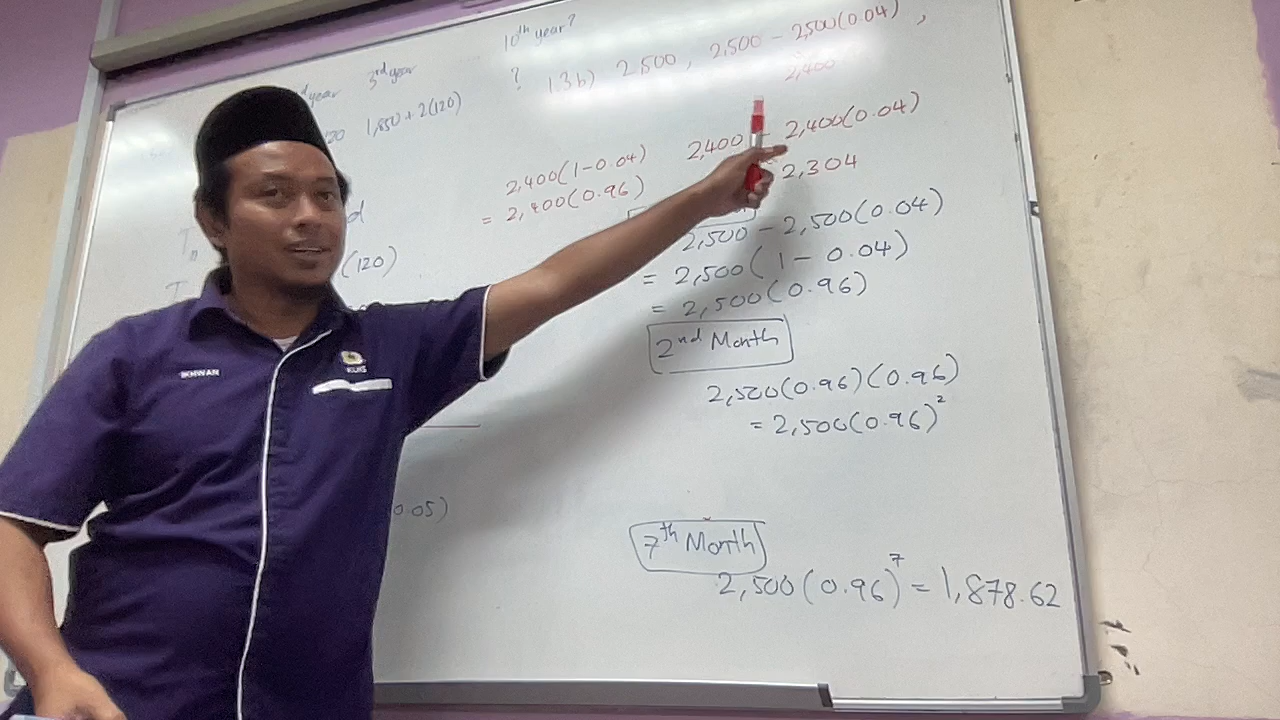 10th year?
3rd year
year
? 13b) 2,500, 2,500 - 2,500(0.04),
2,400
1,850 + 2(120)
2,400 - 2,400(0.04)
2,304
2,400(1-0.04)
= 2,400(0.96)
2,500 - 2,500(0.04)
= 2,500(1 - 0.04)
= 2,500(0.96)
2nd Month
2,500(0.96)(0.96)
= 2,500(0.96)²
7th Month
2,500(0.96)⁷ = 1,878.62
Tn
d
(120)
0.05)
IKHWAN
KUIS